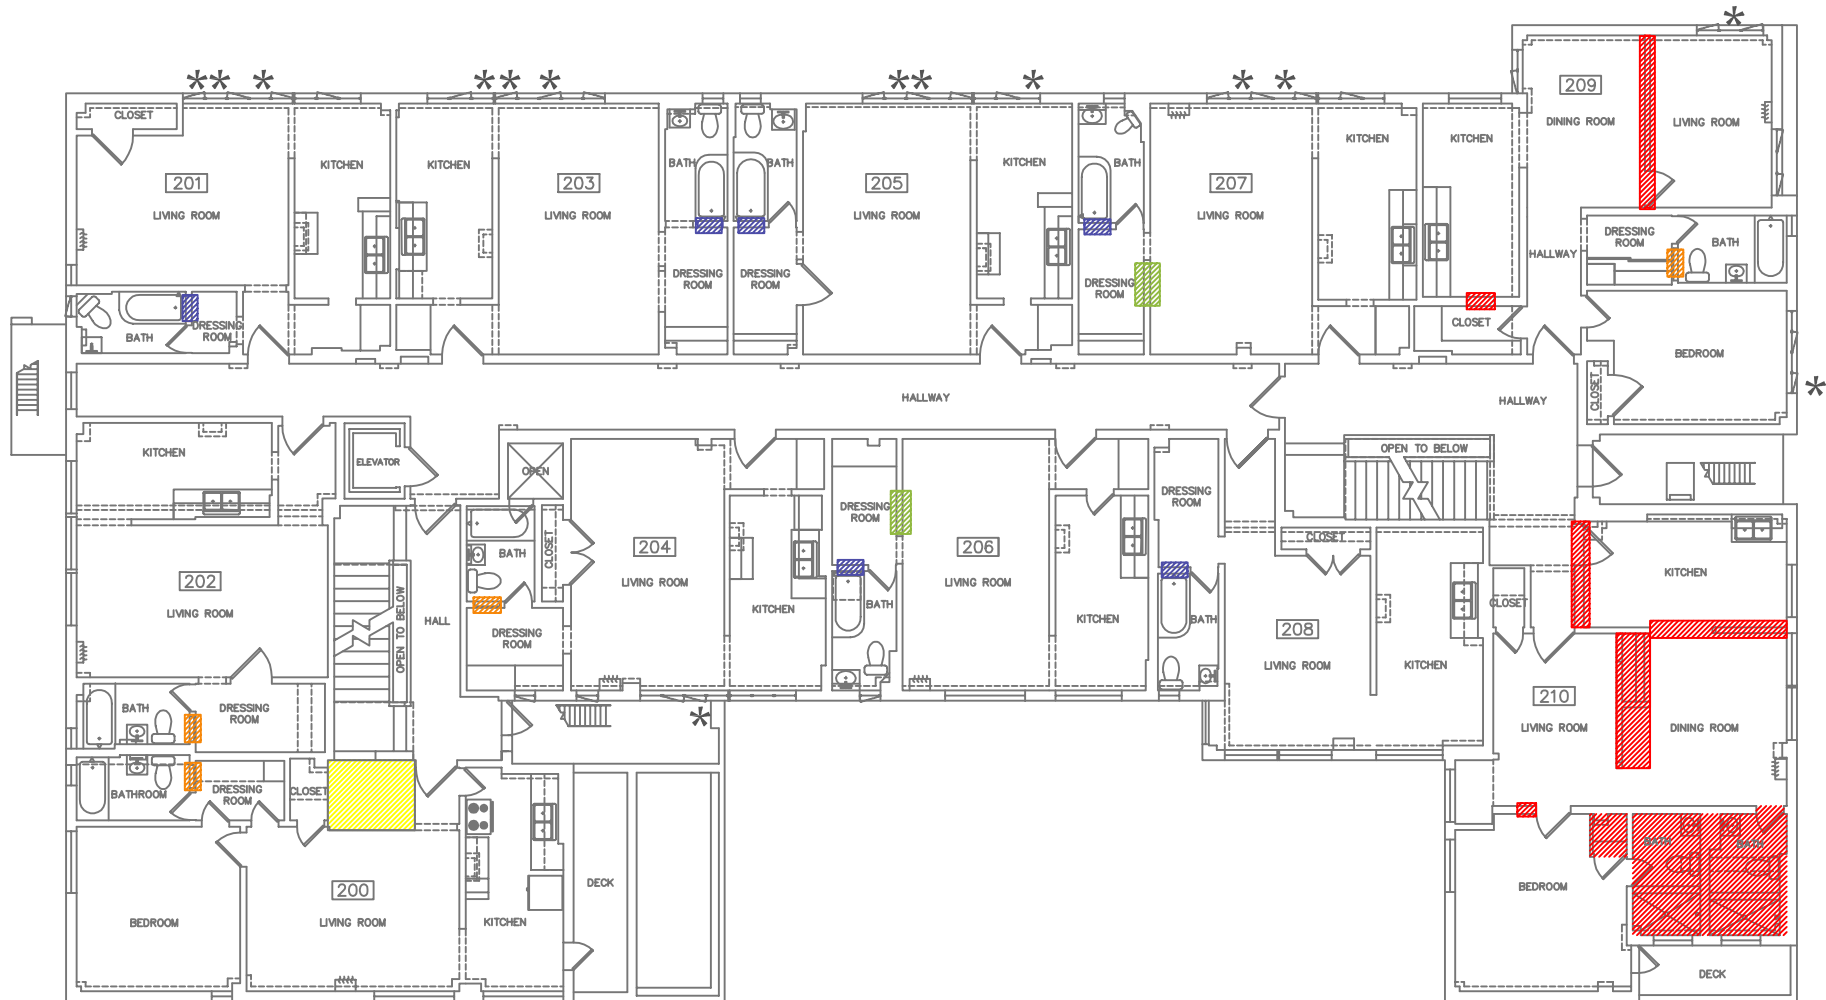 *
** *
** *
** *
* *
209
CLOSET
DINING ROOM
LIVING ROOM
KITCHEN
KITCHEN
BATH
BATH
KITCHEN
BATH
KITCHEN
KITCHEN
201
203
205
207
LIVING ROOM
LIVING ROOM
LIVING ROOM
LIVING ROOM
DRESSING
ROOM
BATH
HALLWAY
DRESSING
ROOM
DRESSING
ROOM
DRESSING
ROOM
BATH
DRESSING
ROOM
CLOSET
BEDROOM
CLOSET
*
HALLWAY
HALLWAY
KITCHEN
ELEVATOR
OPEN
OPEN TO BELOW
DRESSING
ROOM
DRESSING
ROOM
202
LIVING ROOM
BATH
CLOSET
204
LIVING ROOM
206
LIVING ROOM
CLOSET
KITCHEN
OPEN TO BELOW
HALL
DRESSING
ROOM
KITCHEN
BATH
KITCHEN
BATH
208
LIVING ROOM
KITCHEN
CLOSET
BATH
DRESSING
ROOM
*
210
LIVING ROOM
DINING ROOM
BATHROOM
DRESSING
ROOM
CLOSET
BATH
BATH
200
LIVING ROOM
BEDROOM
KITCHEN
DECK
BEDROOM
DECK